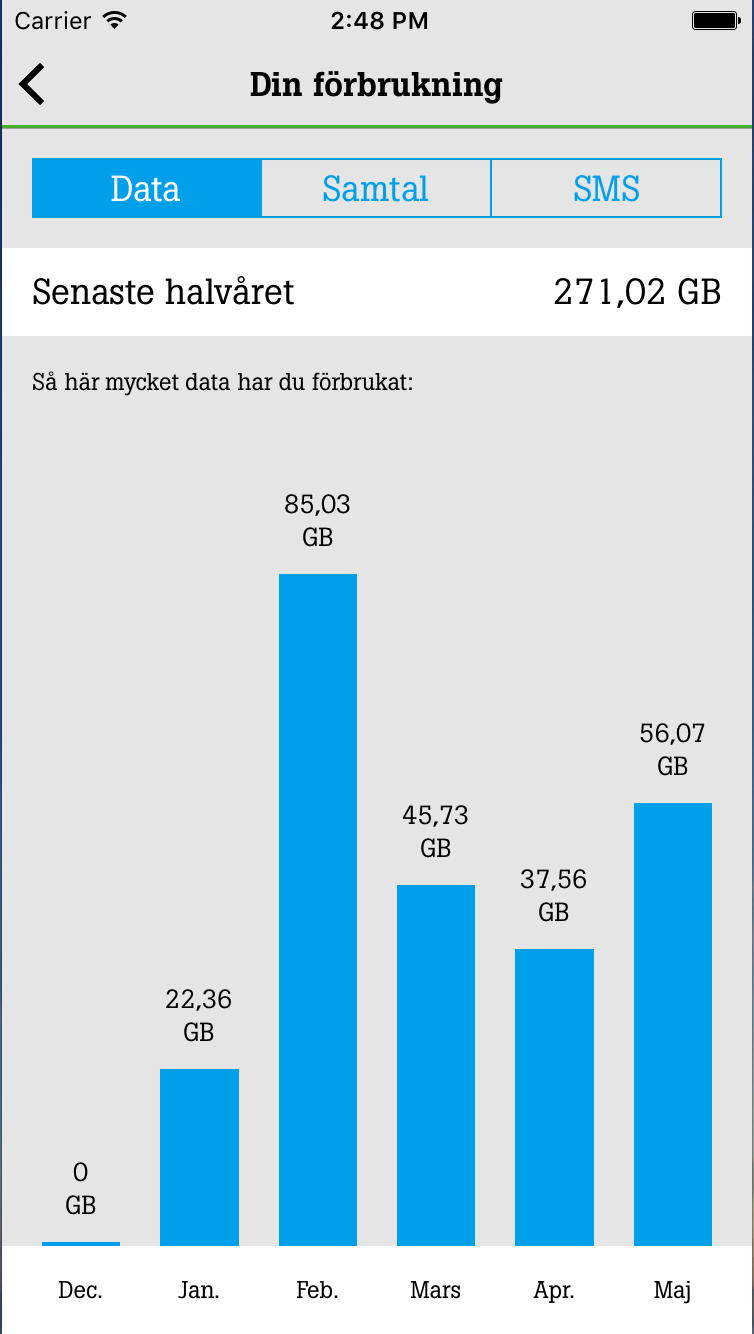 Carrier 2:48 PM
Din förbrukning
Data Samtal SMS
Senaste halvåret 271,02 GB
Så här mycket data har du förbrukat:
85,03
GB
56,07
GB
45,73
GB
37,56
GB
22,36
GB
0
GB
Dec. Jan. Feb. Mars Apr. Maj